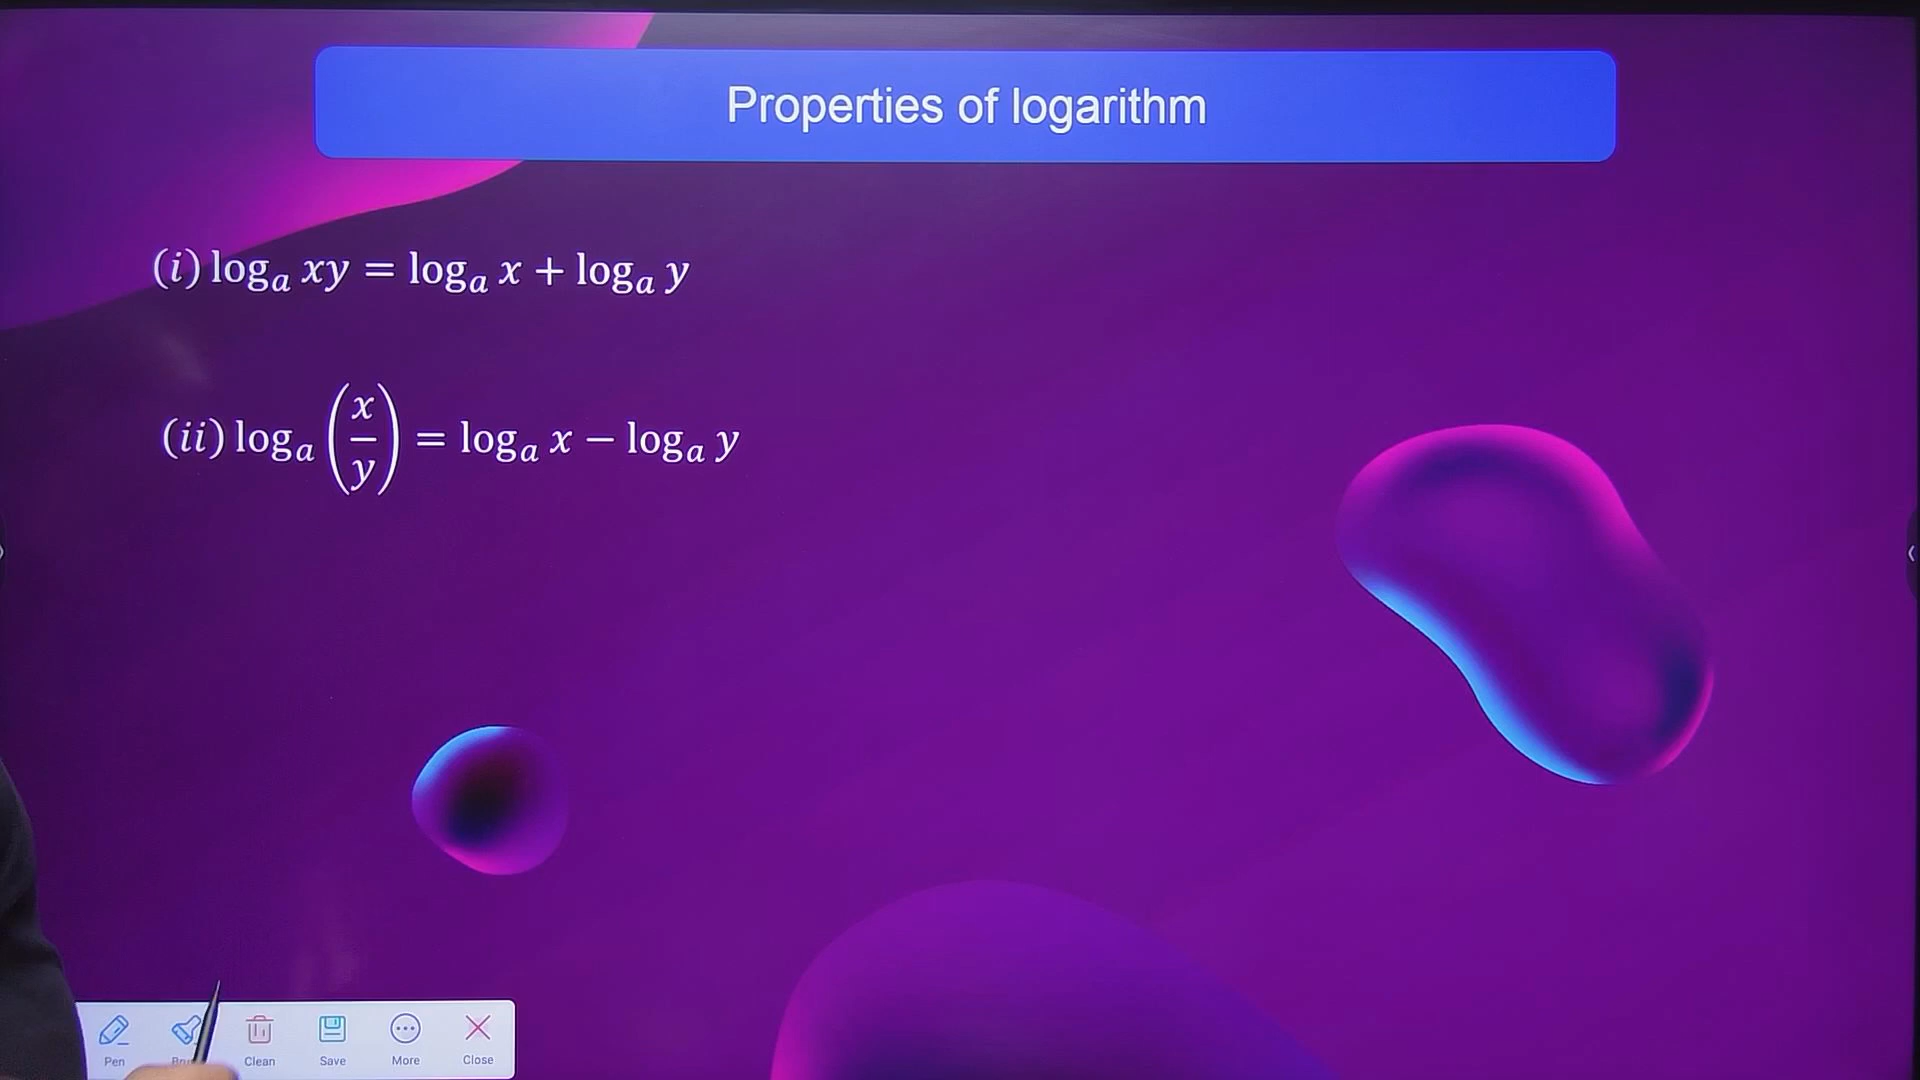 Properties of logarithm
(i) logₐ xy = logₐ x + logₐ y
(ii) logₐ (x/y) = logₐ x − logₐ y
Pen Clean Save More Close